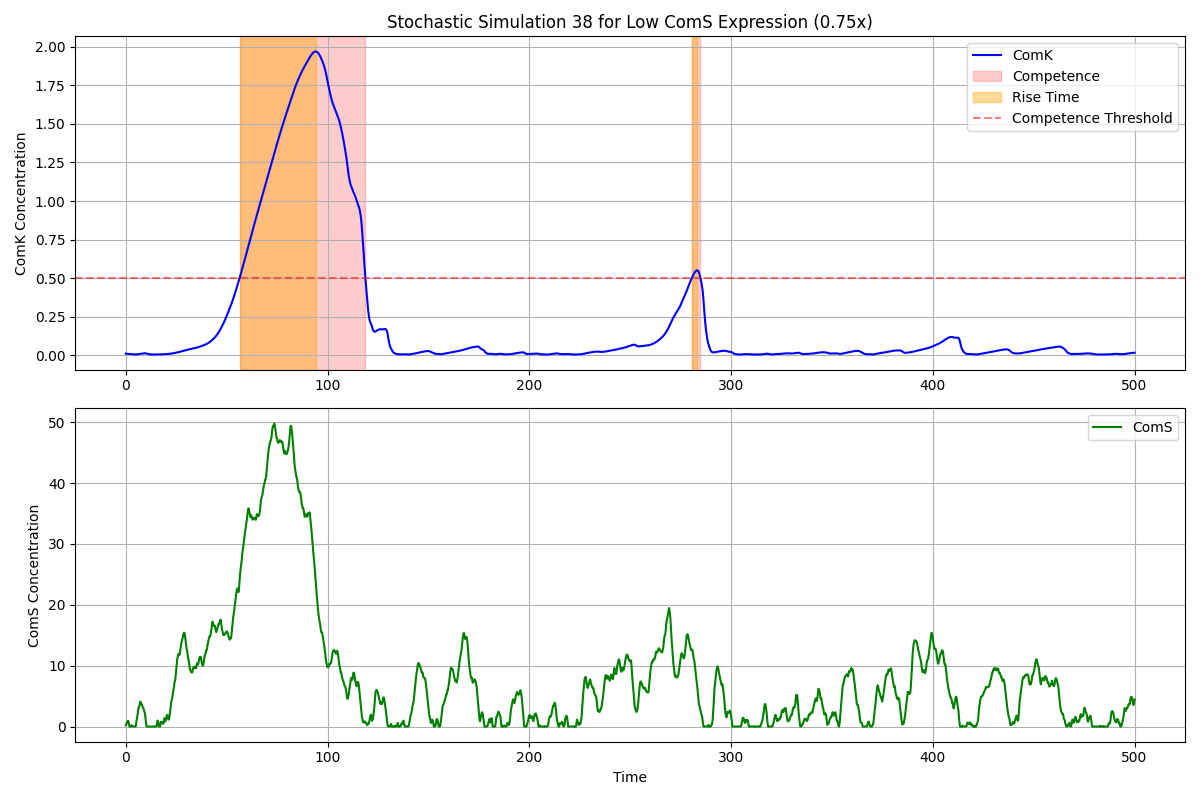 Stochastic Simulation 38 for Low ComS Expression (0.75x)
ComK Concentration
2.00
1.75
1.50
1.25
1.00
0.75
0.50
0.25
0.00
ComK
Competence
Rise Time
Competence Threshold
0 100 200 300 400 500
ComS Concentration
50
40
30
20
10
0
ComS
0 100 200 300 400 500
Time